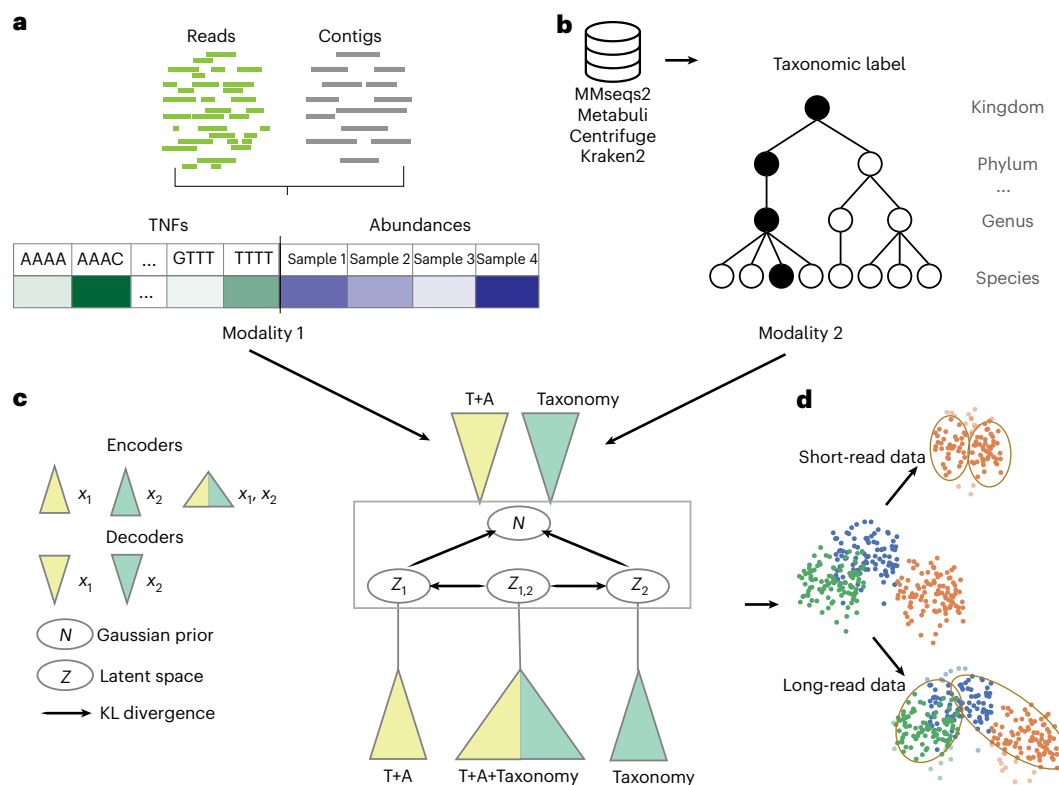 a
Reads
Contigs
TNFs
Abundances
AAAA AAAC ... GTTT TTTT Sample 1 Sample 2 Sample 3 Sample 4
...
Modality 1
b
MMseqs2
Metabuli
Centrifuge
Kraken2
Taxonomic label
Kingdom
Phylum
...
Genus
Species
Modality 2
c
Encoders
x1 x2 x1, x2
Decoders
x1 x2
N Gaussian prior
Z Latent space
KL divergence
T+A Taxonomy
N
Z1 Z1,2 Z2
T+A T+A+Taxonomy Taxonomy
d
Short-read data
Long-read data